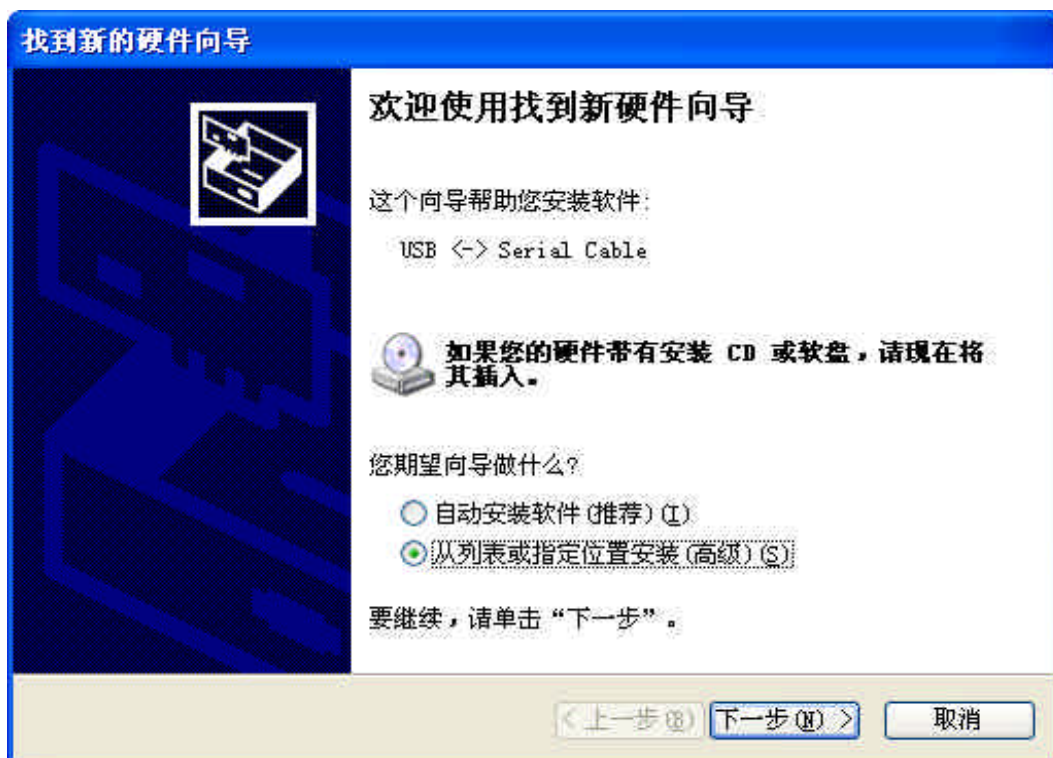 找到新的硬件向导
欢迎使用找到新硬件向导
这个向导帮助您安装软件:
USB <-> Serial Cable
如果您的硬件带有安装 CD 或软盘，请现在将
其插入。
您期望向导做什么?
自动安装软件(推荐)(I)
从列表或指定位置安装(高级)(S)
要继续，请单击“下一步”。
< 上一步(B)
下一步(N) >
取消